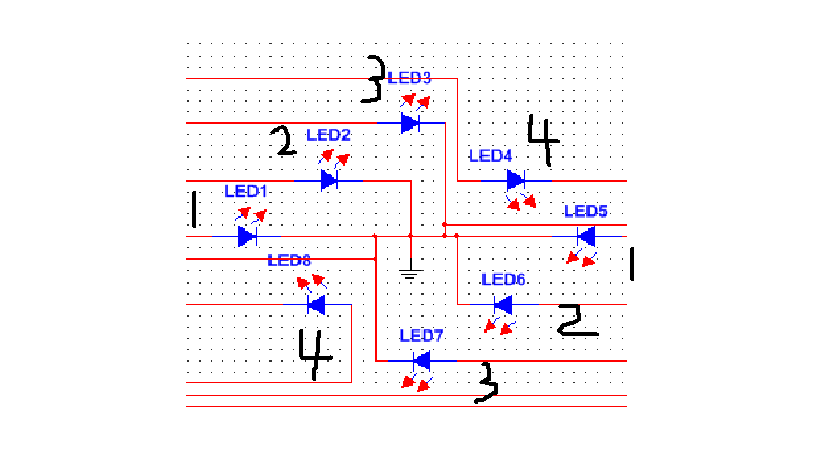 3 LED3
2 LED2 4
LED4
1 LED1 LED5
LED8 1
LED6
2
4 LED7
3